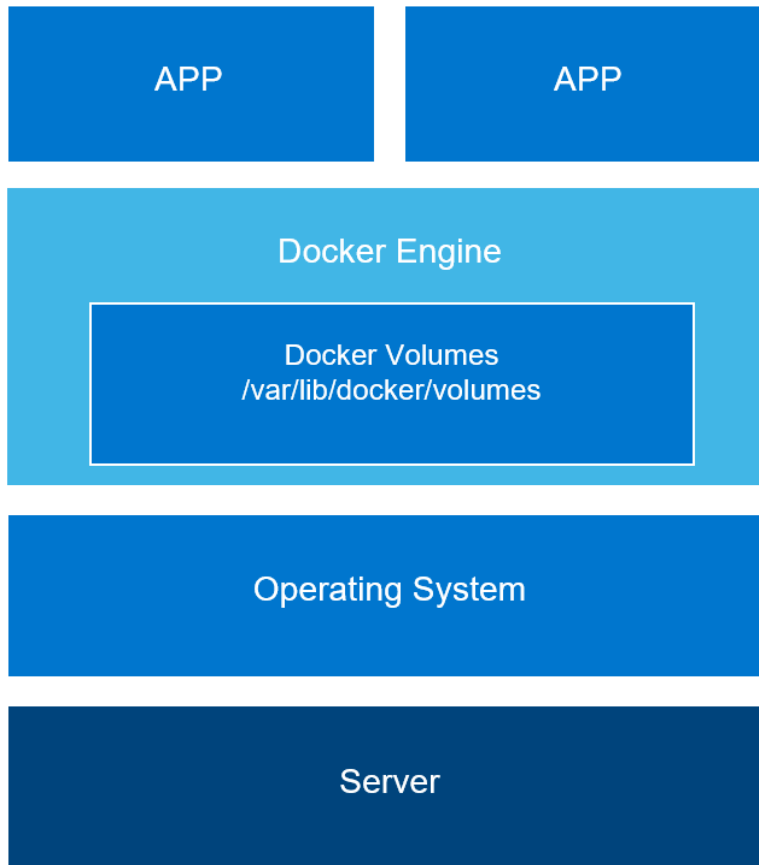 APP
APP
Docker Engine
Docker Volumes
/var/lib/docker/volumes
Operating System
Server